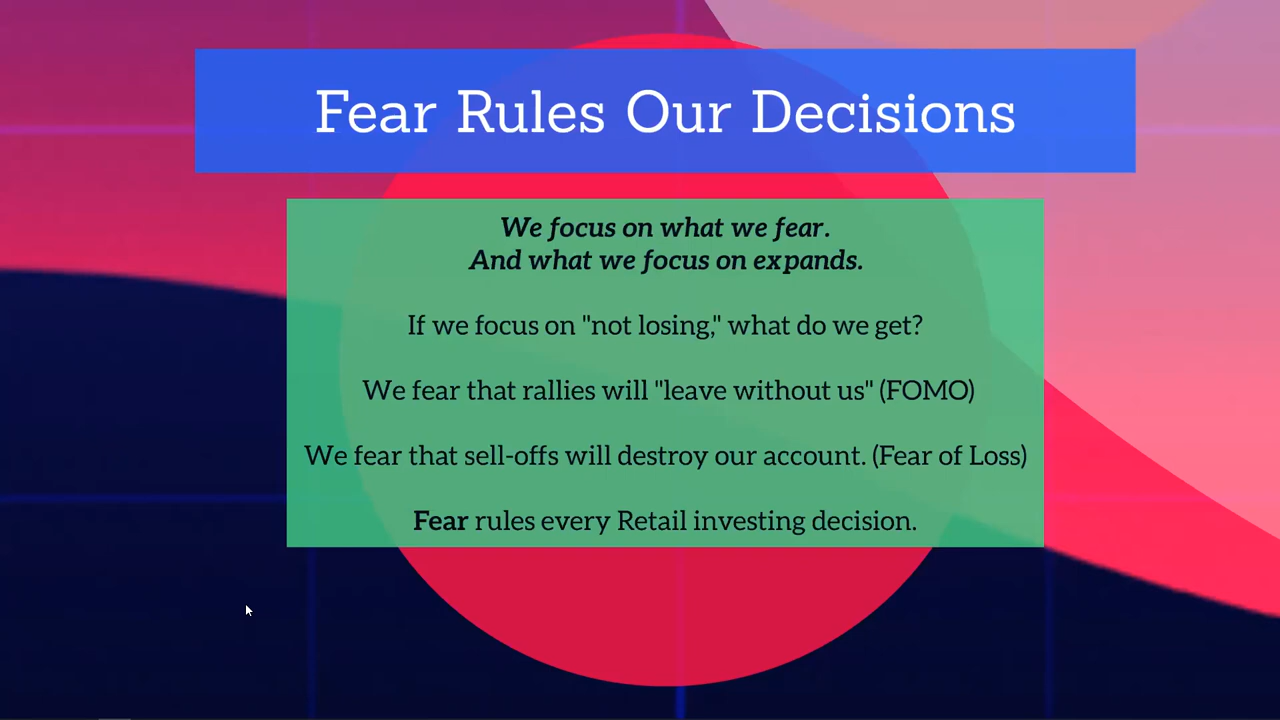 Fear Rules Our Decisions
We focus on what we fear.
And what we focus on expands.
If we focus on "not losing," what do we get?
We fear that rallies will "leave without us" (FOMO)
We fear that sell-offs will destroy our account. (Fear of Loss)
Fear rules every Retail investing decision.